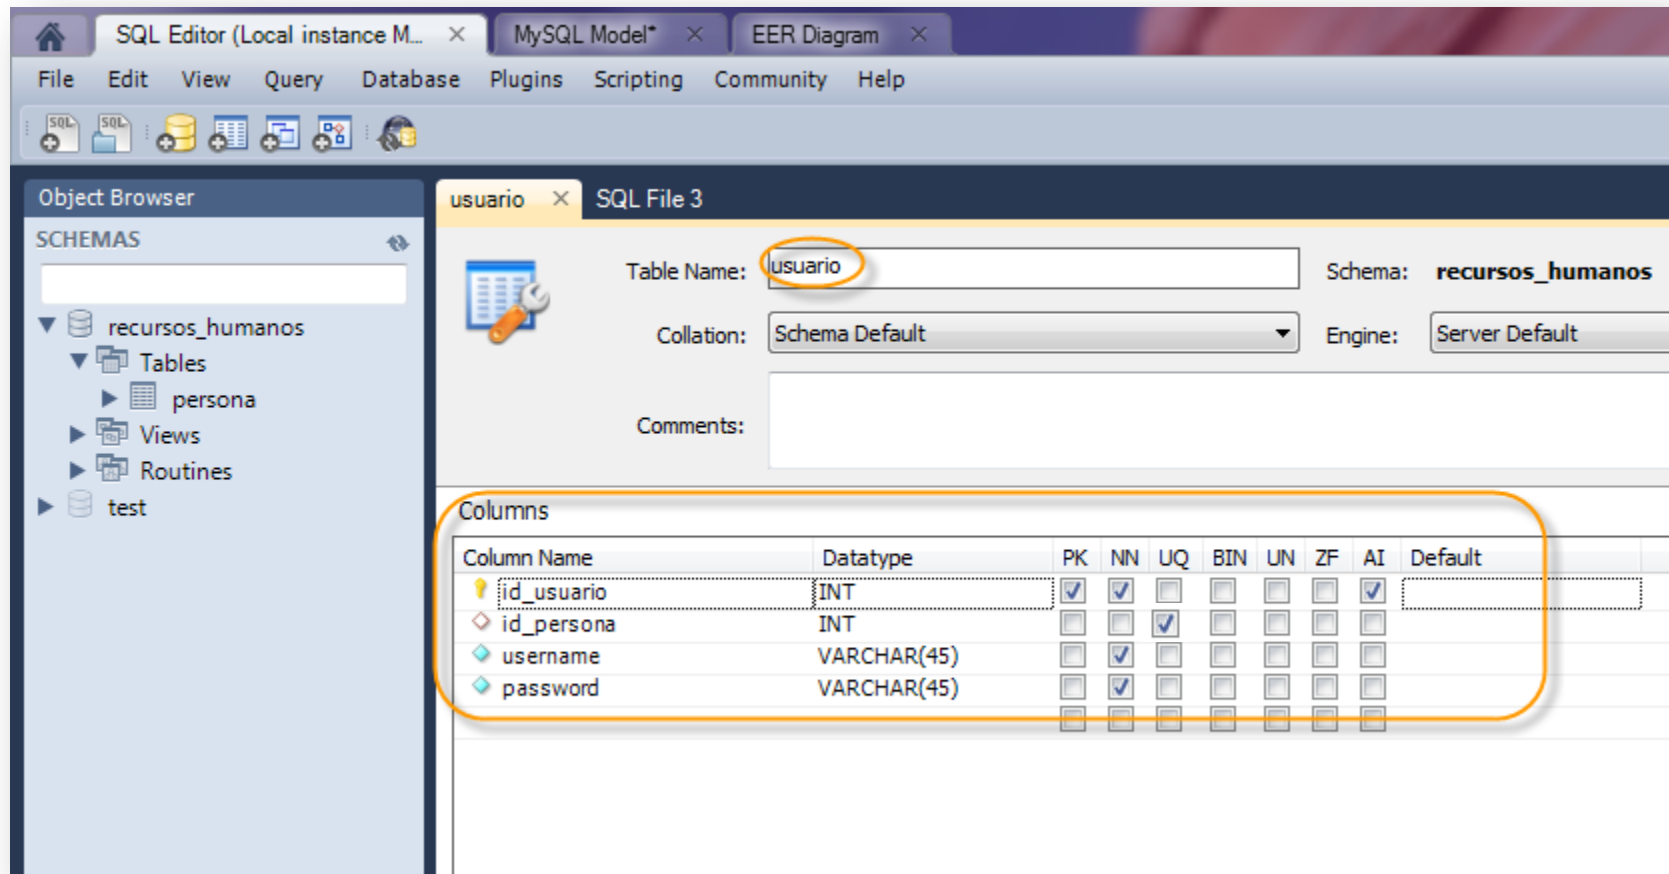 SQL Editor (Local instance M... MySQL Model* EER Diagram
File Edit View Query Database Plugins Scripting Community Help
SQL SQL
Object Browser
SCHEMAS
recursos_humanos
Tables
persona
Views
Routines
test
usuario SQL File 3
Table Name: usuario Schema: recursos_humanos
Collation: Schema Default Engine: Server Default
Comments:
Columns
Column Name Datatype PK NN UQ BIN UN ZF AI Default
id_usuario INT
id_persona INT
username VARCHAR(45)
password VARCHAR(45)